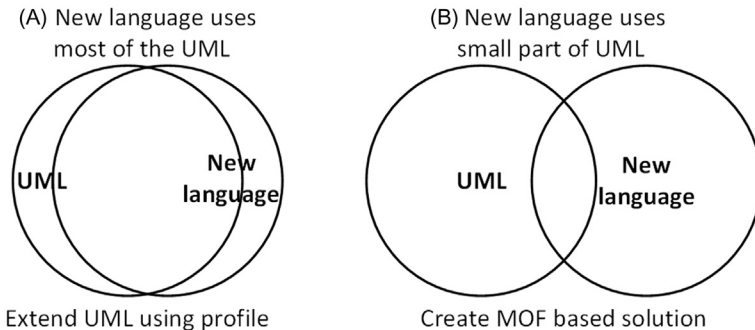 (A) New language uses
most of the UML
UML
New
language
Extend UML using profile
(B) New language uses
small part of UML
UML
New
language
Create MOF based solution